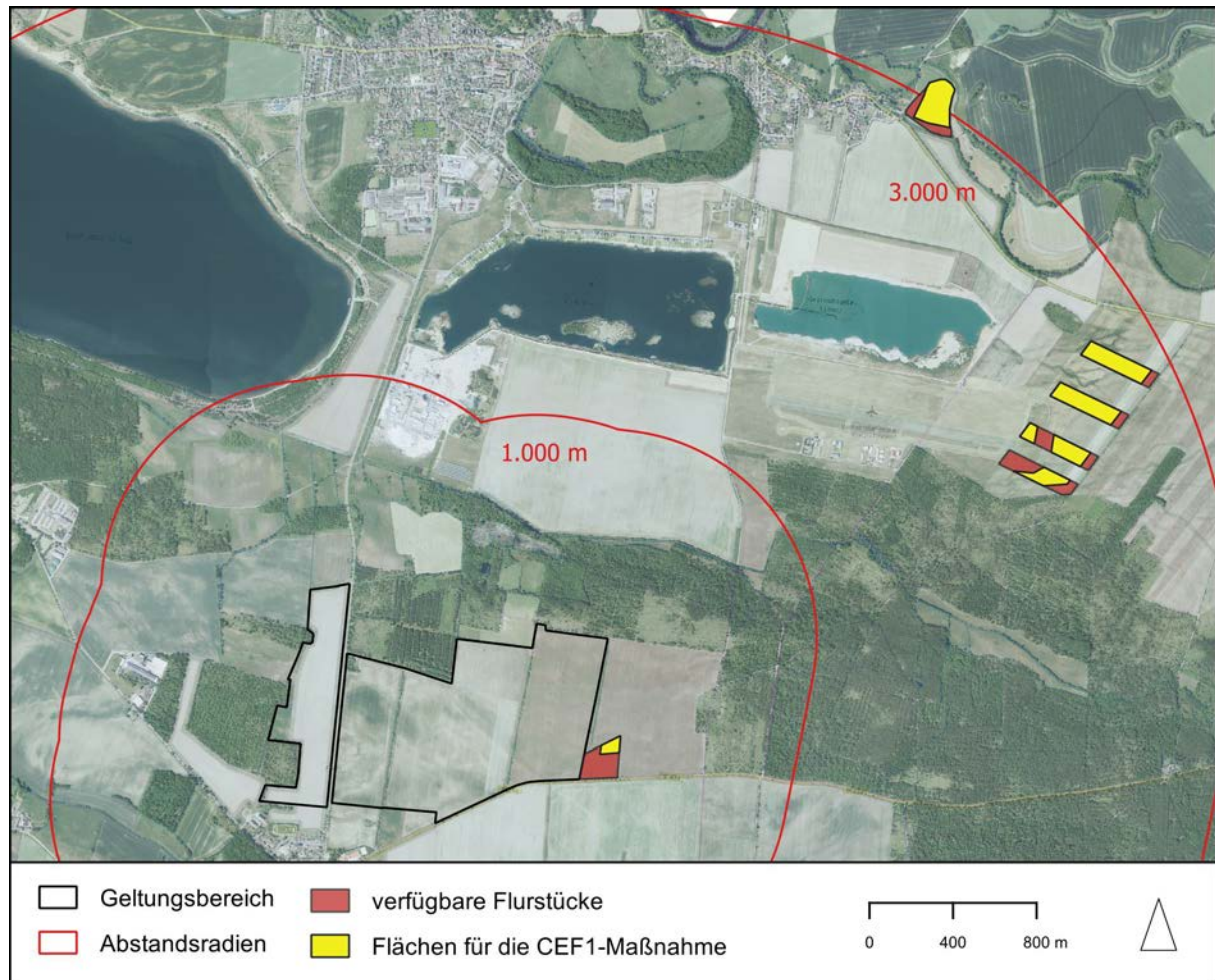 3.000 m
1.000 m
Geltungsbereich
verfügbare Flurstücke
Abstandsradien
Flächen für die CEF1-Maßnahme
0 400 800 m